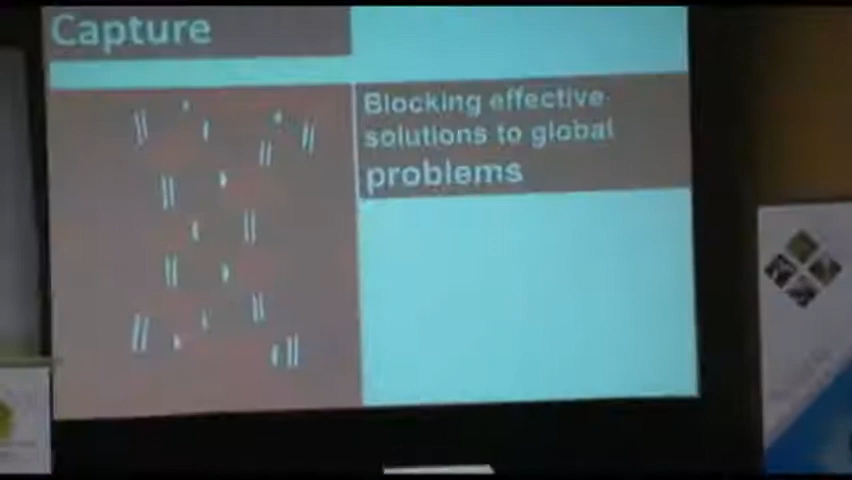 Capture
Blocking effective
solutions to global
problems